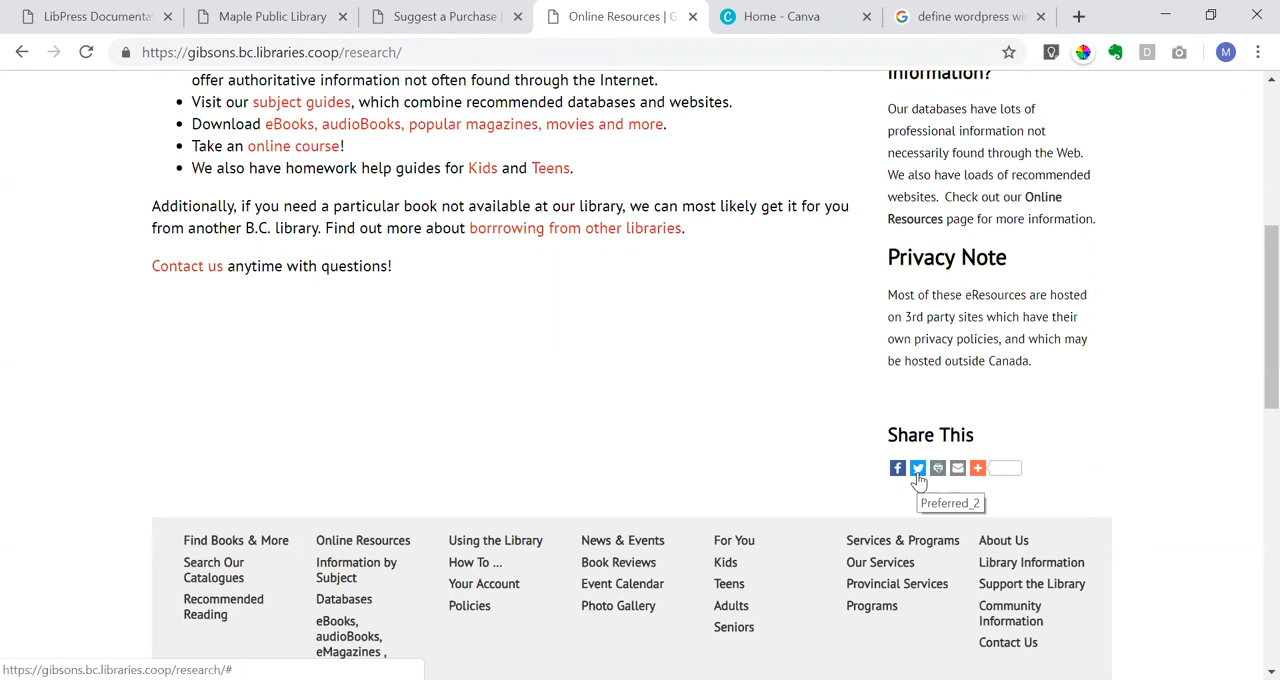 LibPress Documenta
Maple Public Library
Suggest a Purchase
Online Resources | G
Home - Canva
define wordpress wi
https://gibsons.bc.libraries.coop/research/
D
M
offer authoritative information not often found through the Internet.
Visit our subject guides, which combine recommended databases and websites.
Download eBooks, audioBooks, popular magazines, movies and more.
Take an online course!
We also have homework help guides for Kids and Teens.
Additionally, if you need a particular book not available at our library, we can most likely get it for you
from another B.C. library. Find out more about borrrowing from other libraries.
Contact us anytime with questions!
Information?
Our databases have lots of
professional information not
necessarily found through the Web.
We also have loads of recommended
websites. Check out our Online
Resources page for more information.
Privacy Note
Most of these eResources are hosted
on 3rd party sites which have their
own privacy policies, and which may
be hosted outside Canada.
Share This
Preferred_2
Find Books & More
Search Our
Catalogues
Recommended
Reading
Online Resources
Information by
Subject
Databases
eBooks,
audioBooks,
eMagazines ,
Using the Library
How To ...
Your Account
Policies
News & Events
Book Reviews
Event Calendar
Photo Gallery
For You
Kids
Teens
Adults
Seniors
Services & Programs
Our Services
Provincial Services
Programs
About Us
Library Information
Support the Library
Community
Information
Contact Us
https://gibsons.bc.libraries.coop/research/#